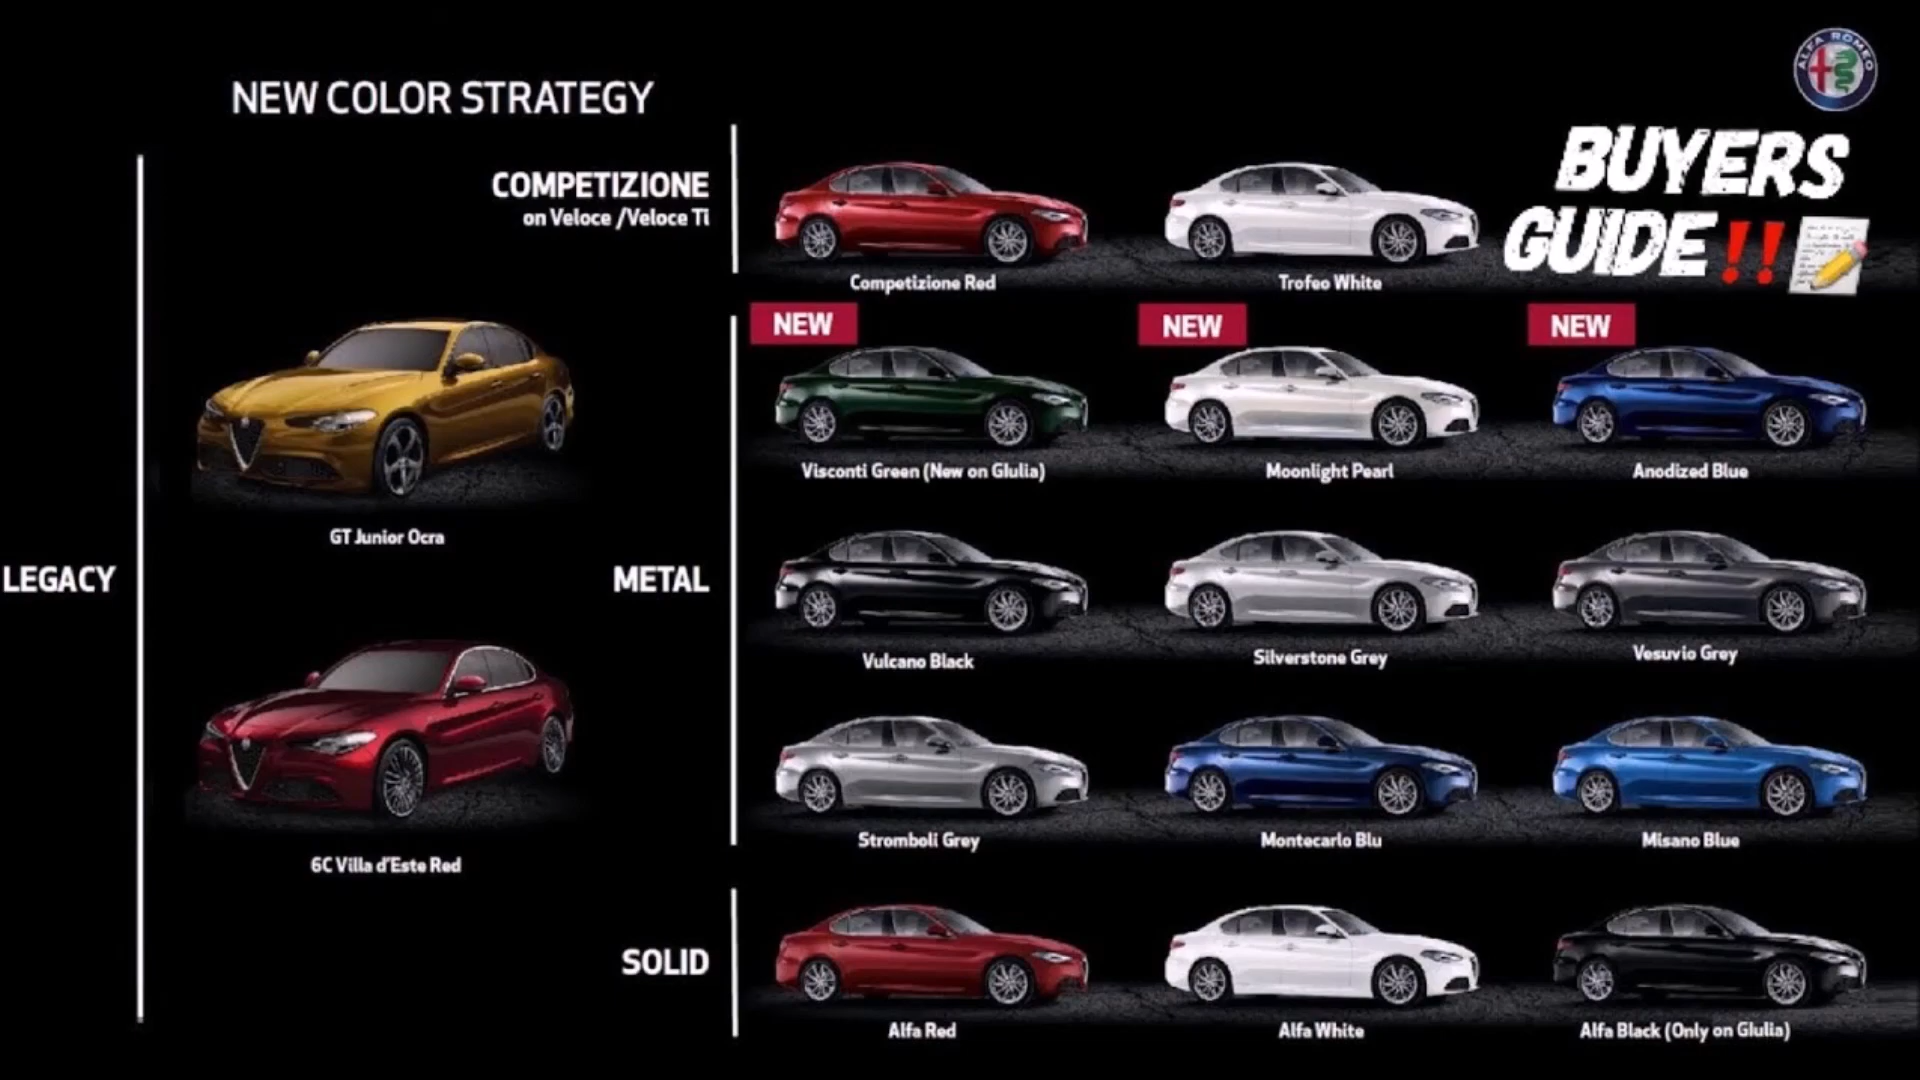 NEW COLOR STRATEGY
ALFA ROMEO
BUYERS
GUIDE‼️📝
COMPETIZIONE
on Veloce /Veloce Ti
Competizione Red
Trofeo White
NEW
NEW
NEW
Visconti Green (New on GIulia)
Moonlight Pearl
Anodized Blue
GT Junior Ocra
LEGACY
METAL
Vulcano Black
Silverstone Grey
Vesuvio Grey
Stromboli Grey
Montecarlo Blu
Misano Blue
6C Villa d'Este Red
SOLID
Alfa Red
Alfa White
Alfa Black (Only on GIulia)